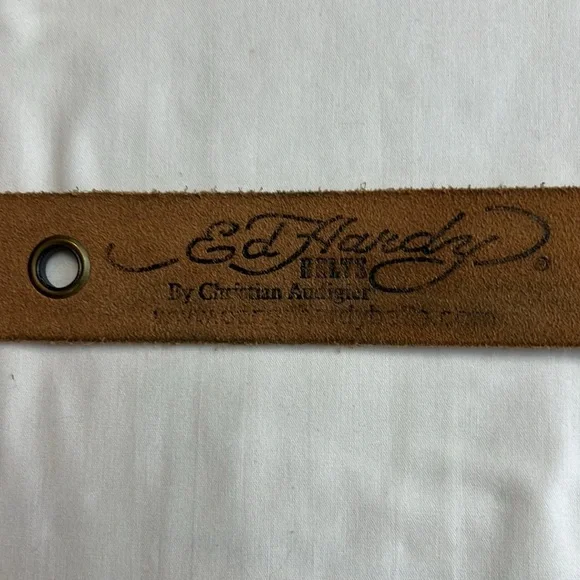 Ed Hardy ®
BELTS
By Christian Audigier